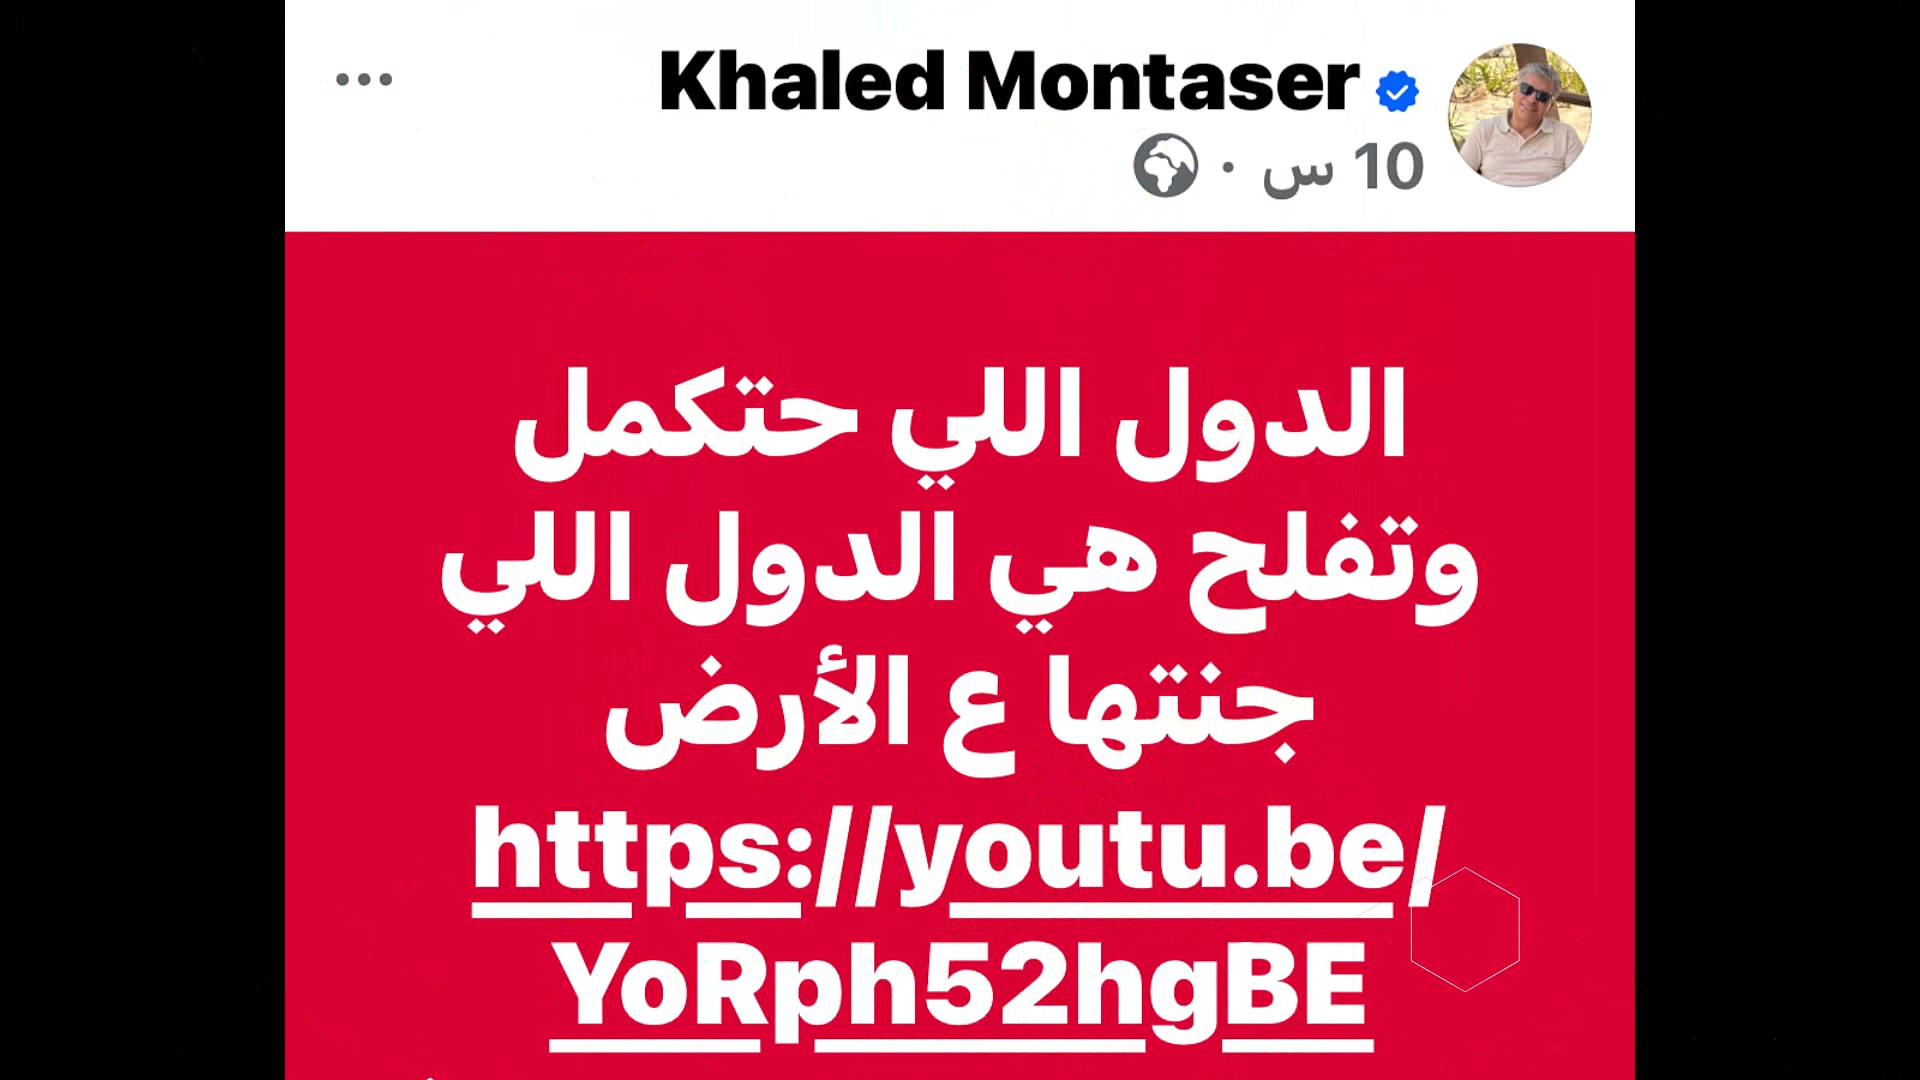 Khaled Montaser
10 س ·
الدول اللي حتكمل
وتفلح هي الدول اللي
جنتها ع الأرض
https://youtu.be/
YoRph52hgBE